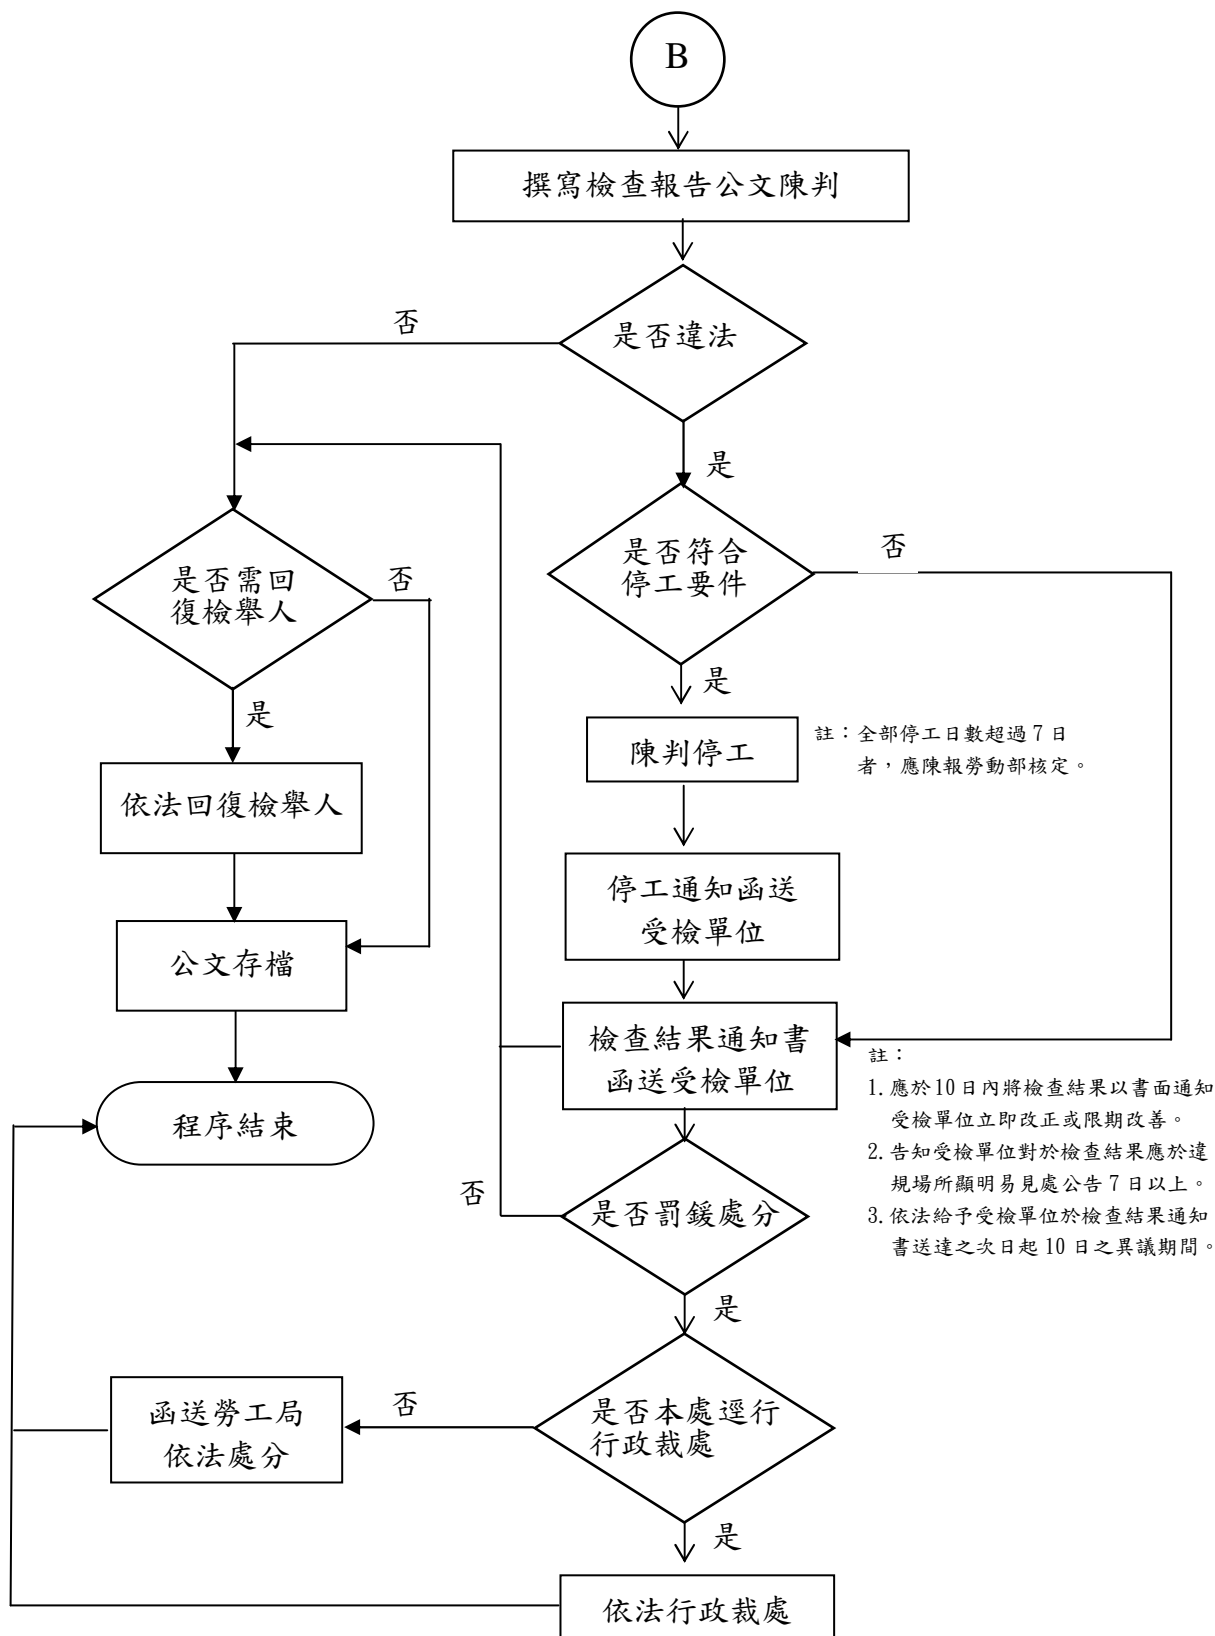 B
撰寫檢查報告公文陳判
否
是否違法
是
是否符合
停工要件
否
是否需回
復檢舉人
否
是
是
陳判停工
註：全部停工日數超過7日
者，應陳報勞動部核定。
依法回復檢舉人
停工通知函送
受檢單位
公文存檔
檢查結果通知書
函送受檢單位
註：
1.應於10日內將檢查結果以書面通知
受檢單位立即改正或限期改善。
2.告知受檢單位對於檢查結果應於違
規場所顯明易見處公告7日以上。
3.依法給予受檢單位於檢查結果通知
書送達之次日起10日之異議期間。
程序結束
否
是否罰鍰處分
是
函送勞工局
依法處分
否
是否本處逕行
行政裁處
是
依法行政裁處